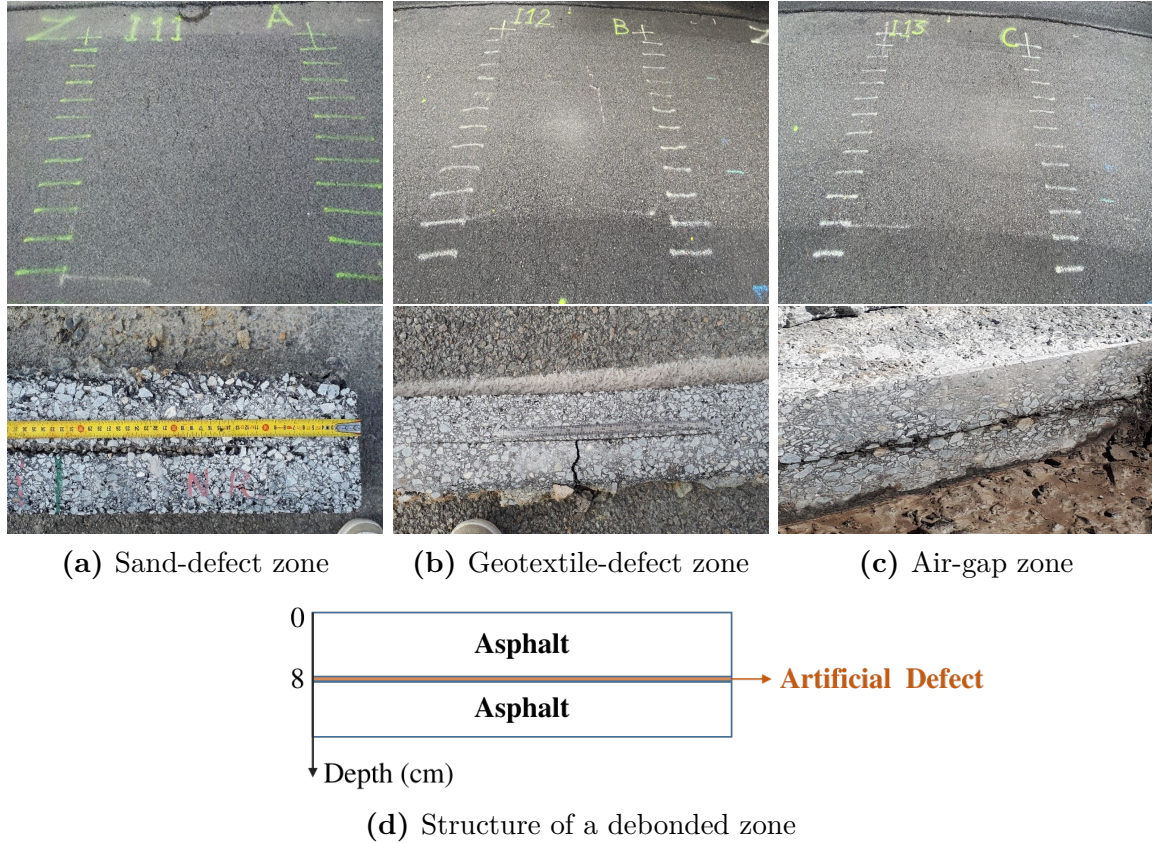 Z I11 A
I12 B
I13 C
N.R.
(a) Sand-defect zone
(b) Geotextile-defect zone
(c) Air-gap zone
0
Asphalt
8
Artificial Defect
Asphalt
Depth (cm)
(d) Structure of a debonded zone